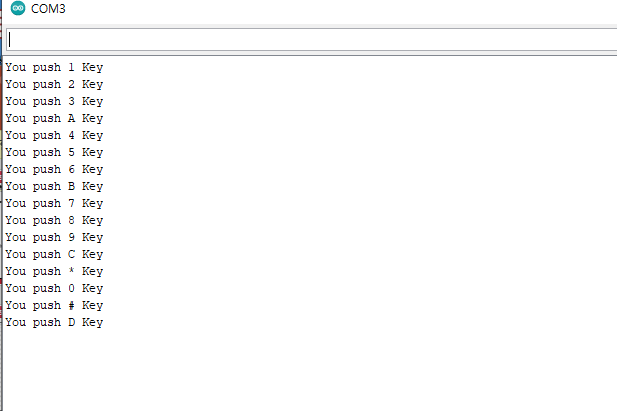 COM3
You push 1 Key
You push 2 Key
You push 3 Key
You push A Key
You push 4 Key
You push 5 Key
You push 6 Key
You push B Key
You push 7 Key
You push 8 Key
You push 9 Key
You push C Key
You push * Key
You push 0 Key
You push # Key
You push D Key